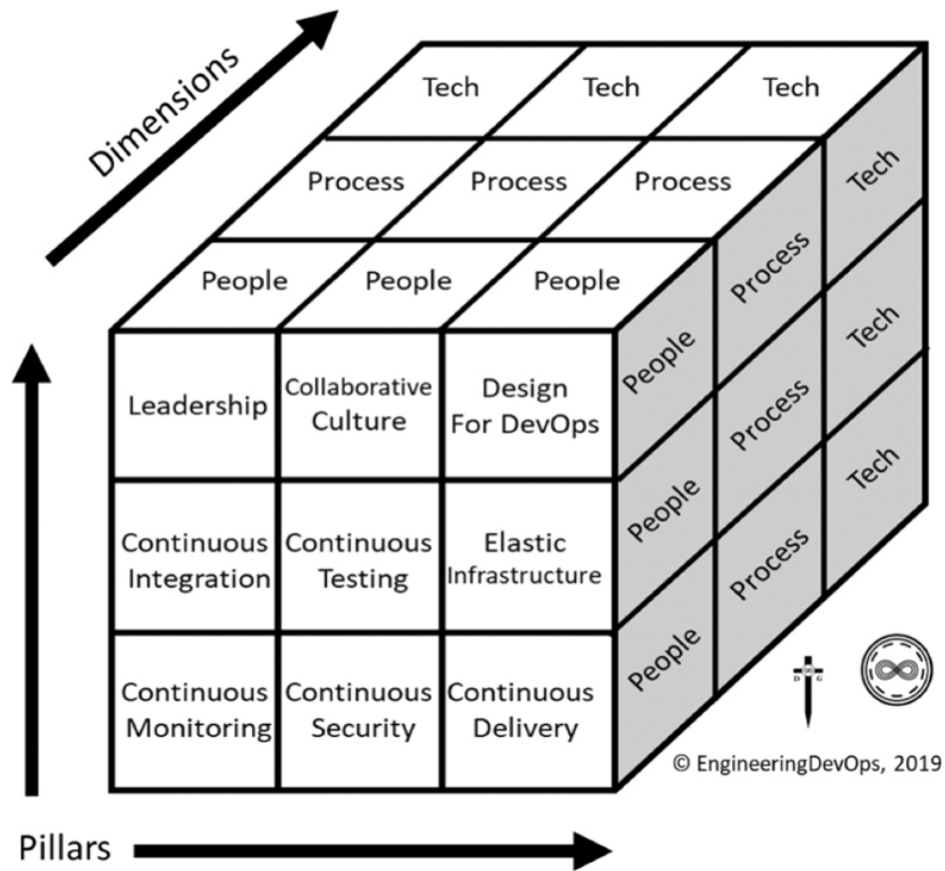 Dimensions
Tech Tech Tech
Process Process Process
People People People
Leadership
Collaborative
Culture
Design
For DevOps
Continuous
Integration
Continuous
Testing
Elastic
Infrastructure
Continuous
Monitoring
Continuous
Security
Continuous
Delivery
People
Process
Tech
People
Process
Tech
People
Process
Tech
D G
© EngineeringDevOps, 2019
Pillars